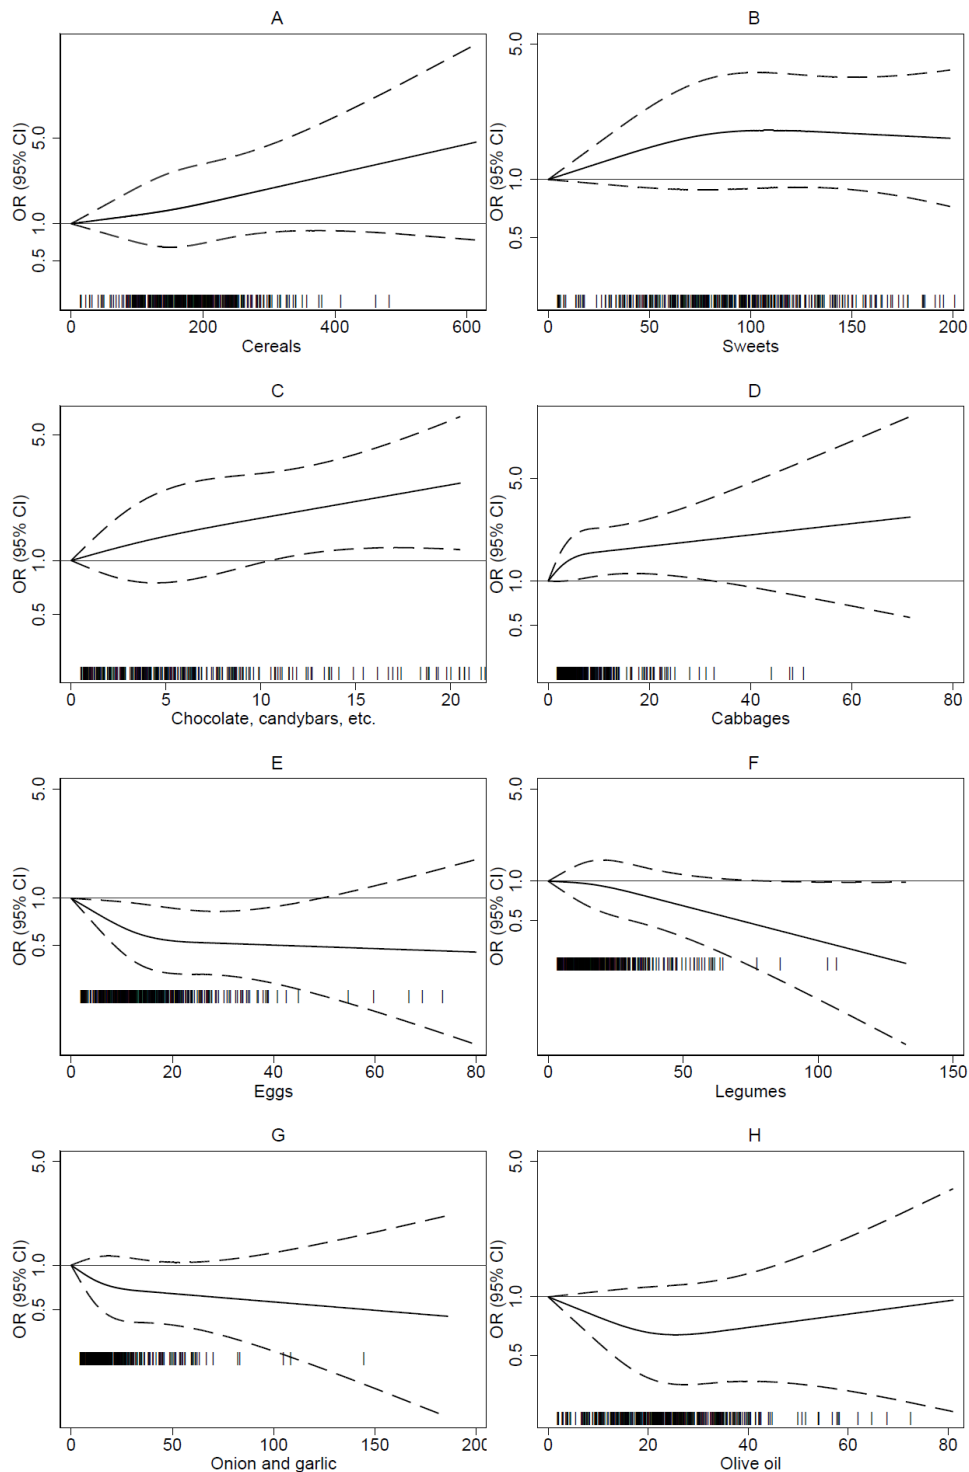 A
OR (95% CI)
5.0
1.0
0.5
0 200 400 600
Cereals
B
OR (95% CI)
5.0
1.0
0.5
0 50 100 150 200
Sweets
C
OR (95% CI)
5.0
1.0
0.5
0 5 10 15 20
Chocolate, candybars, etc.
D
OR (95% CI)
5.0
1.0
0.5
0 20 40 60 80
Cabbages
E
OR (95% CI)
5.0
1.0
0.5
0 20 40 60 80
Eggs
F
OR (95% CI)
5.0
1.0
0.5
0 50 100 150
Legumes
G
OR (95% CI)
5.0
1.0
0.5
0 50 100 150 200
Onion and garlic
H
OR (95% CI)
5.0
1.0
0.5
0 20 40 60 80
Olive oil